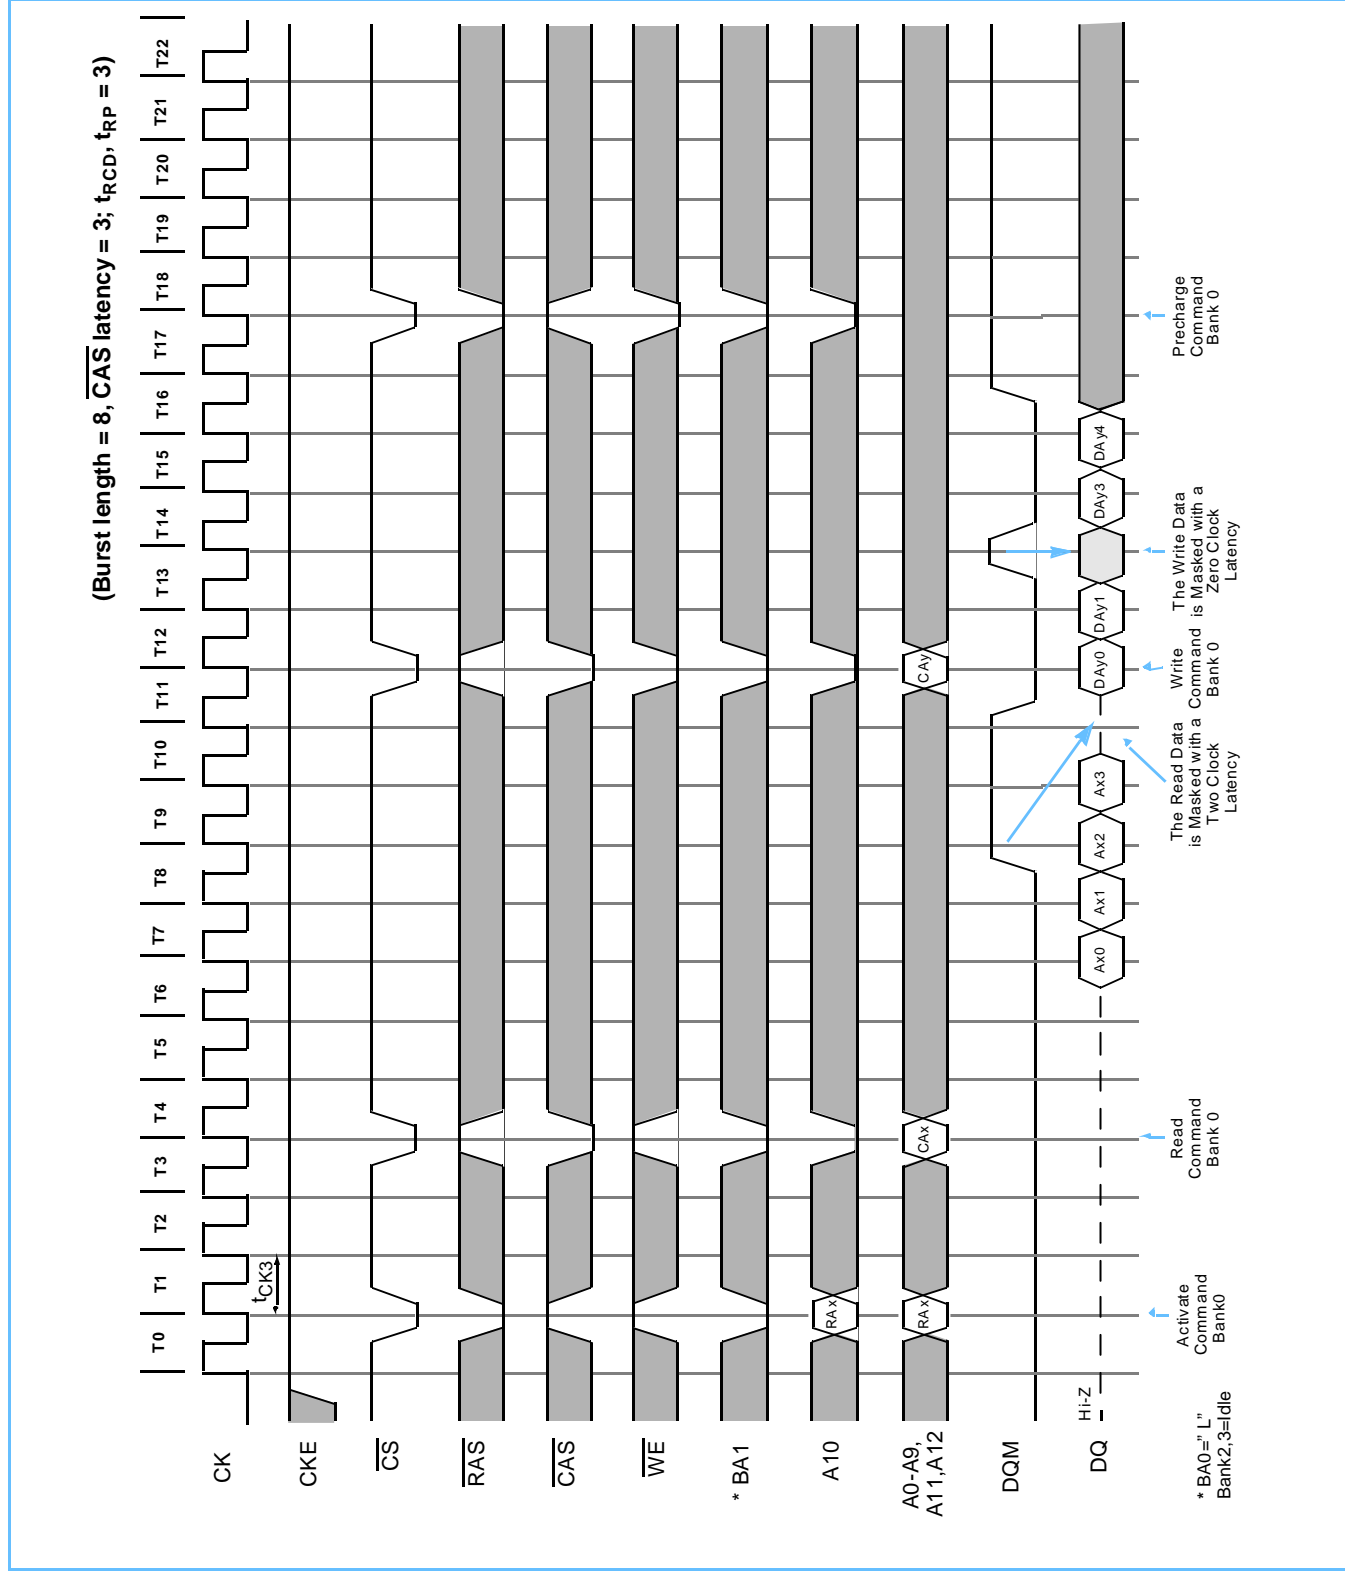 (Burst length = 8, CAS latency = 3; tRCD, tRP = 3)
T0 T1 T2 T3 T4 T5 T6 T7 T8 T9 T10 T11 T12 T13 T14 T15 T16 T17 T18 T19 T20 T21 T22
CK
tCK3
CKE
CS
RAS
CAS
WE
* BA1
A10
RAx
A0-A9,
A11,A12
RAx CAx CAy
DQM
DQ
Hi-Z
Ax0 Ax1 Ax2 Ax3 DAy0 DAy1 DAy3 DAy4
* BA0=" L"
Bank2,3=Idle
Activate
Command
Bank0
Read
Command
Bank 0
The Read Data
is Masked with a
Two Clock
Latency
Write
Command
Bank 0
The Write Data
is Masked with a
Zero Clock
Latency
Precharge
Command
Bank 0